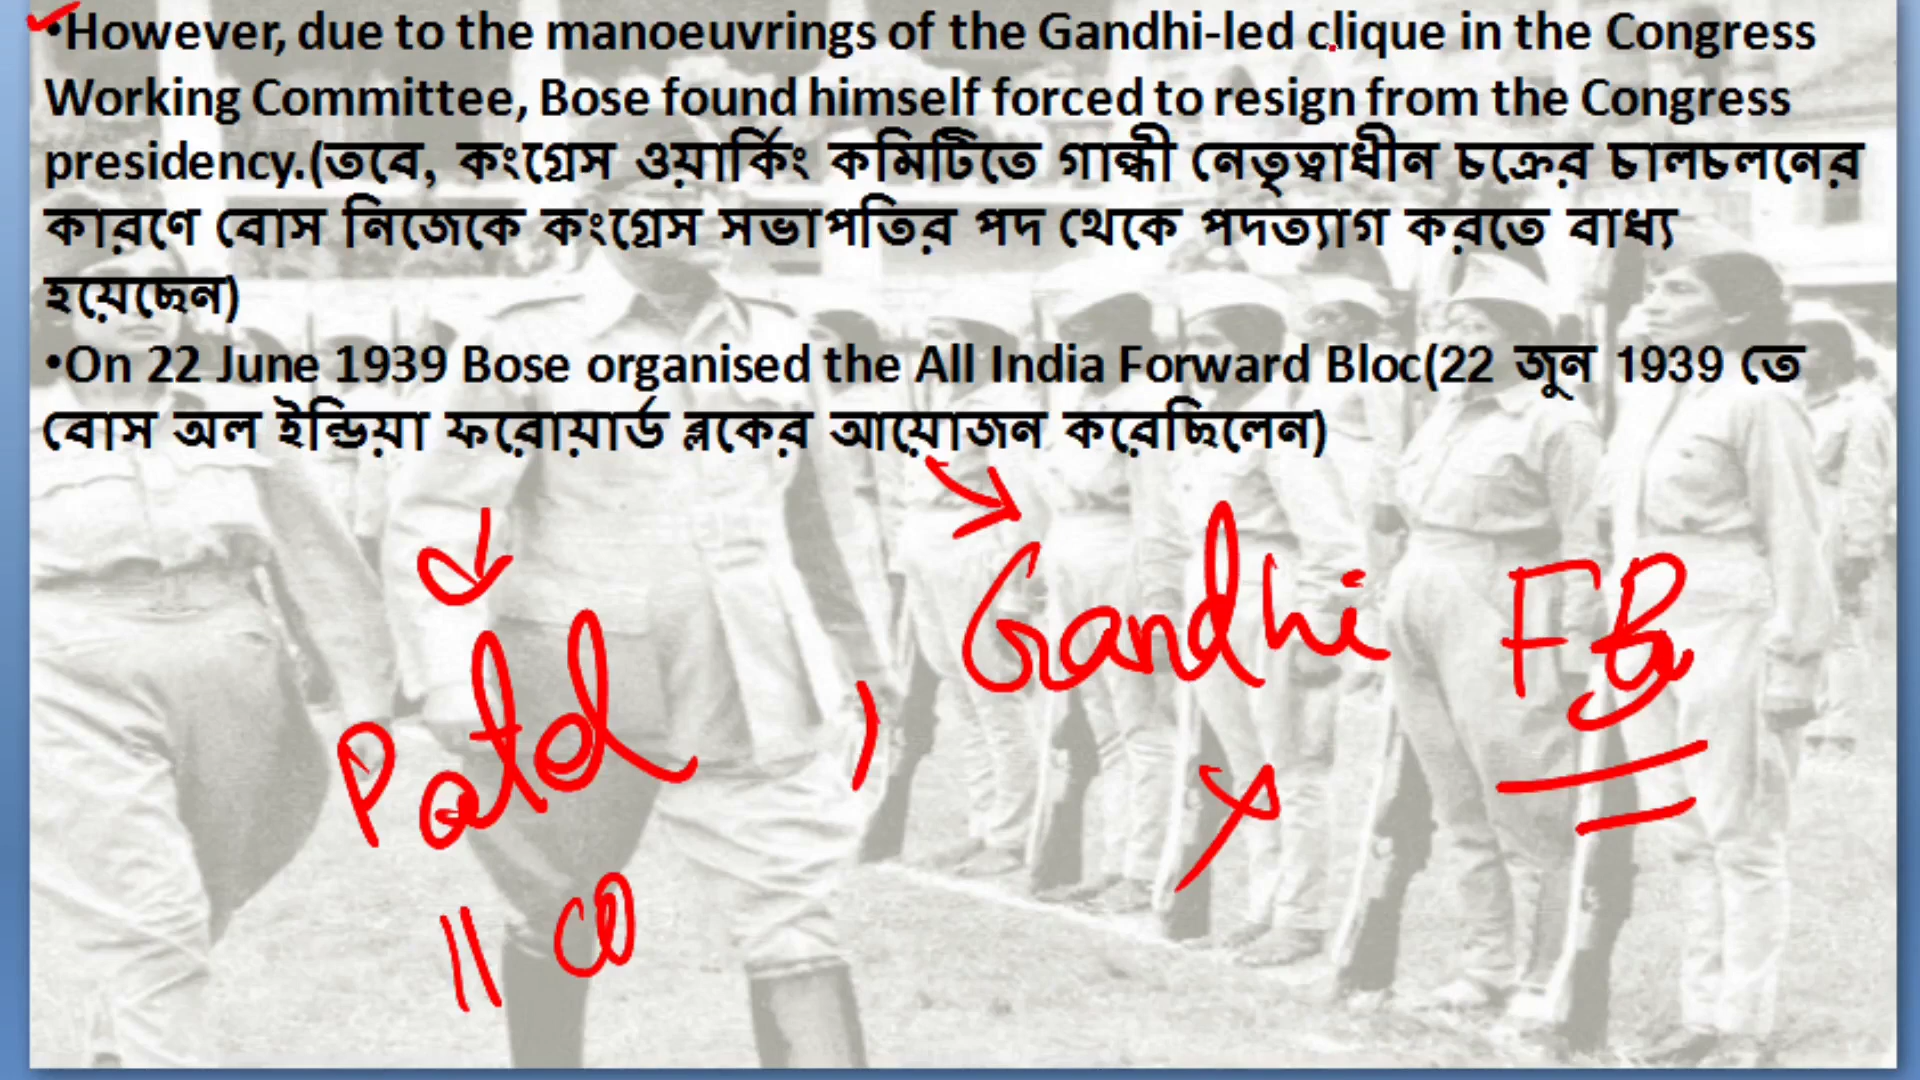 •However, due to the manoeuvrings of the Gandhi-led clique in the Congress
Working Committee, Bose found himself forced to resign from the Congress
presidency.(তবে, কংগ্রেস ওয়ার্কিং কমিটিতে গান্ধী নেতৃত্বাধীন চক্রের চালচলনের
কারণে বোস নিজেকে কংগ্রেস সভাপতির পদ থেকে পদত্যাগ করতে বাধ্য
হয়েছেন)
•On 22 June 1939 Bose organised the All India Forward Bloc(22 জুন 1939 তে
বোস অল ইন্ডিয়া ফরোয়ার্ড ব্লকের আয়োজন করেছিলেন)
Patel , Gandhi FB